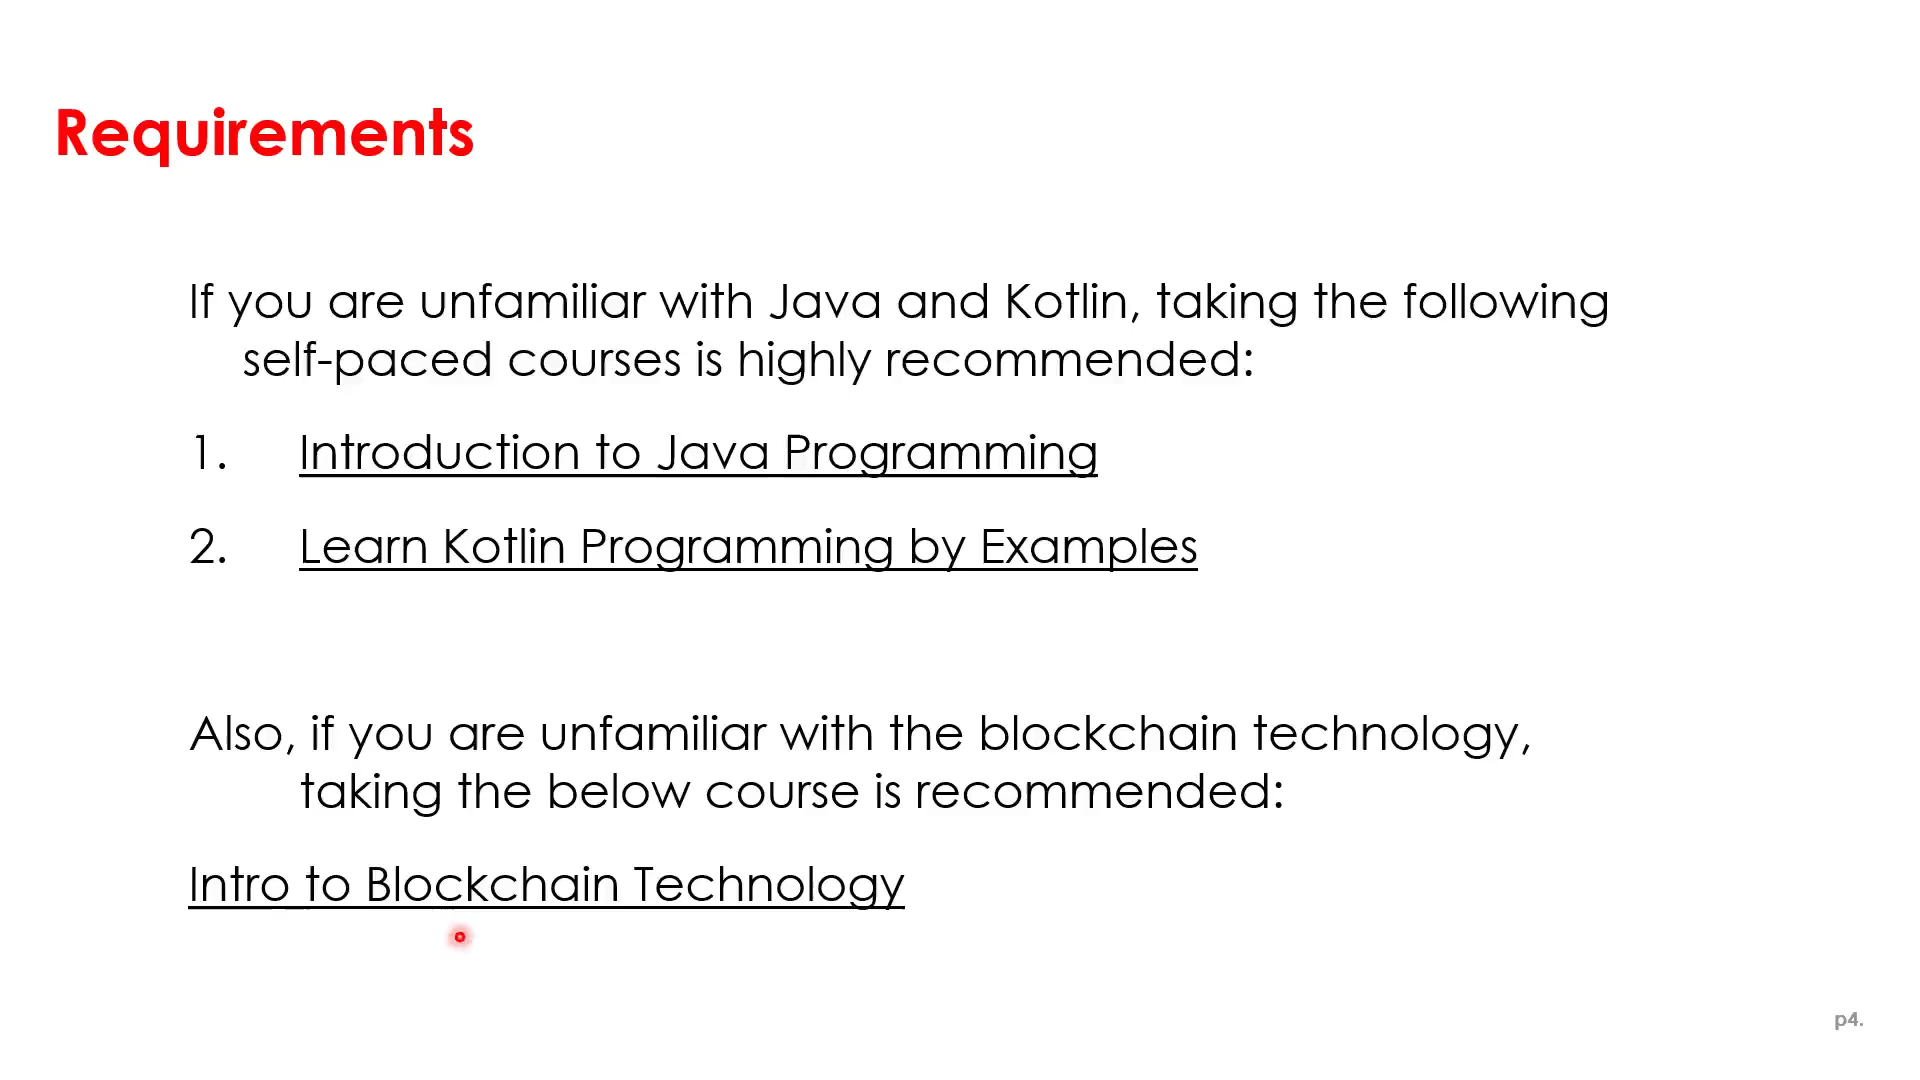 Requirements
If you are unfamiliar with Java and Kotlin, taking the following
self-paced courses is highly recommended:
1. Introduction to Java Programming
2. Learn Kotlin Programming by Examples
Also, if you are unfamiliar with the blockchain technology,
taking the below course is recommended:
Intro to Blockchain Technology
p4.